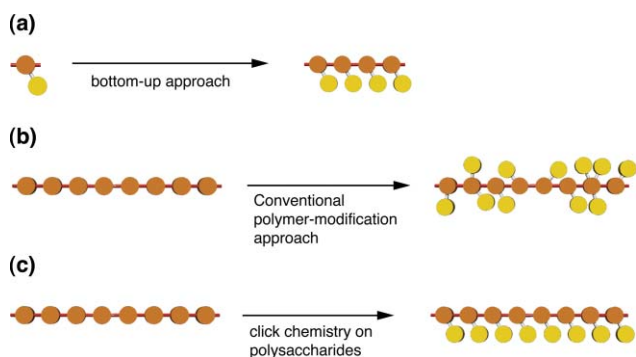 (a)
bottom-up approach
(b)
Conventional
polymer-modification
approach
(c)
click chemistry on
polysaccharides